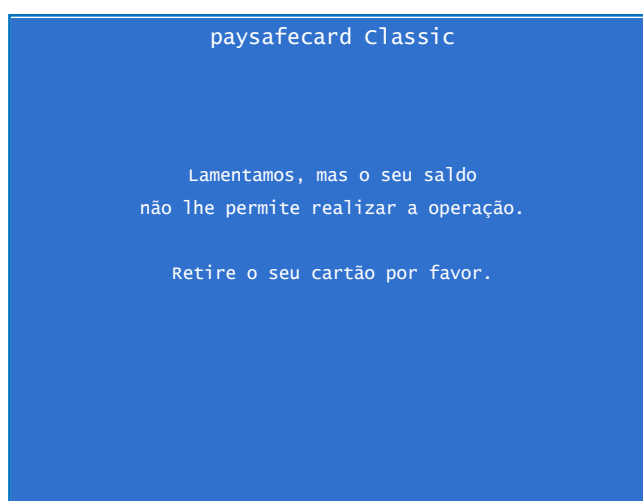 paysafecard Classic
Lamentamos, mas o seu saldo
não lhe permite realizar a operação.
Retire o seu cartão por favor.